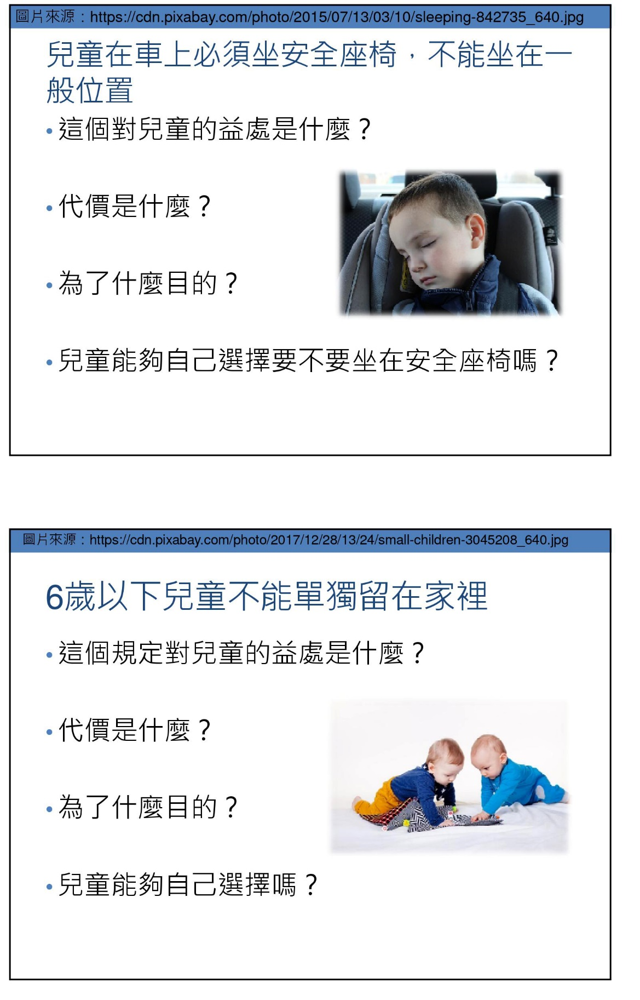 圖片來源：https://cdn.pixabay.com/photo/2015/07/13/03/10/sleeping-842735_640.jpg
兒童在車上必須坐安全座椅，不能坐在一
般位置
•這個對兒童的益處是什麼？
•代價是什麼？
•為了什麼目的？
•兒童能夠自己選擇要不要坐在安全座椅嗎？
圖片來源：https://cdn.pixabay.com/photo/2017/12/28/13/24/small-children-3045208_640.jpg
6歲以下兒童不能單獨留在家裡
•這個規定對兒童的益處是什麼？
•代價是什麼？
•為了什麼目的？
•兒童能夠自己選擇嗎？